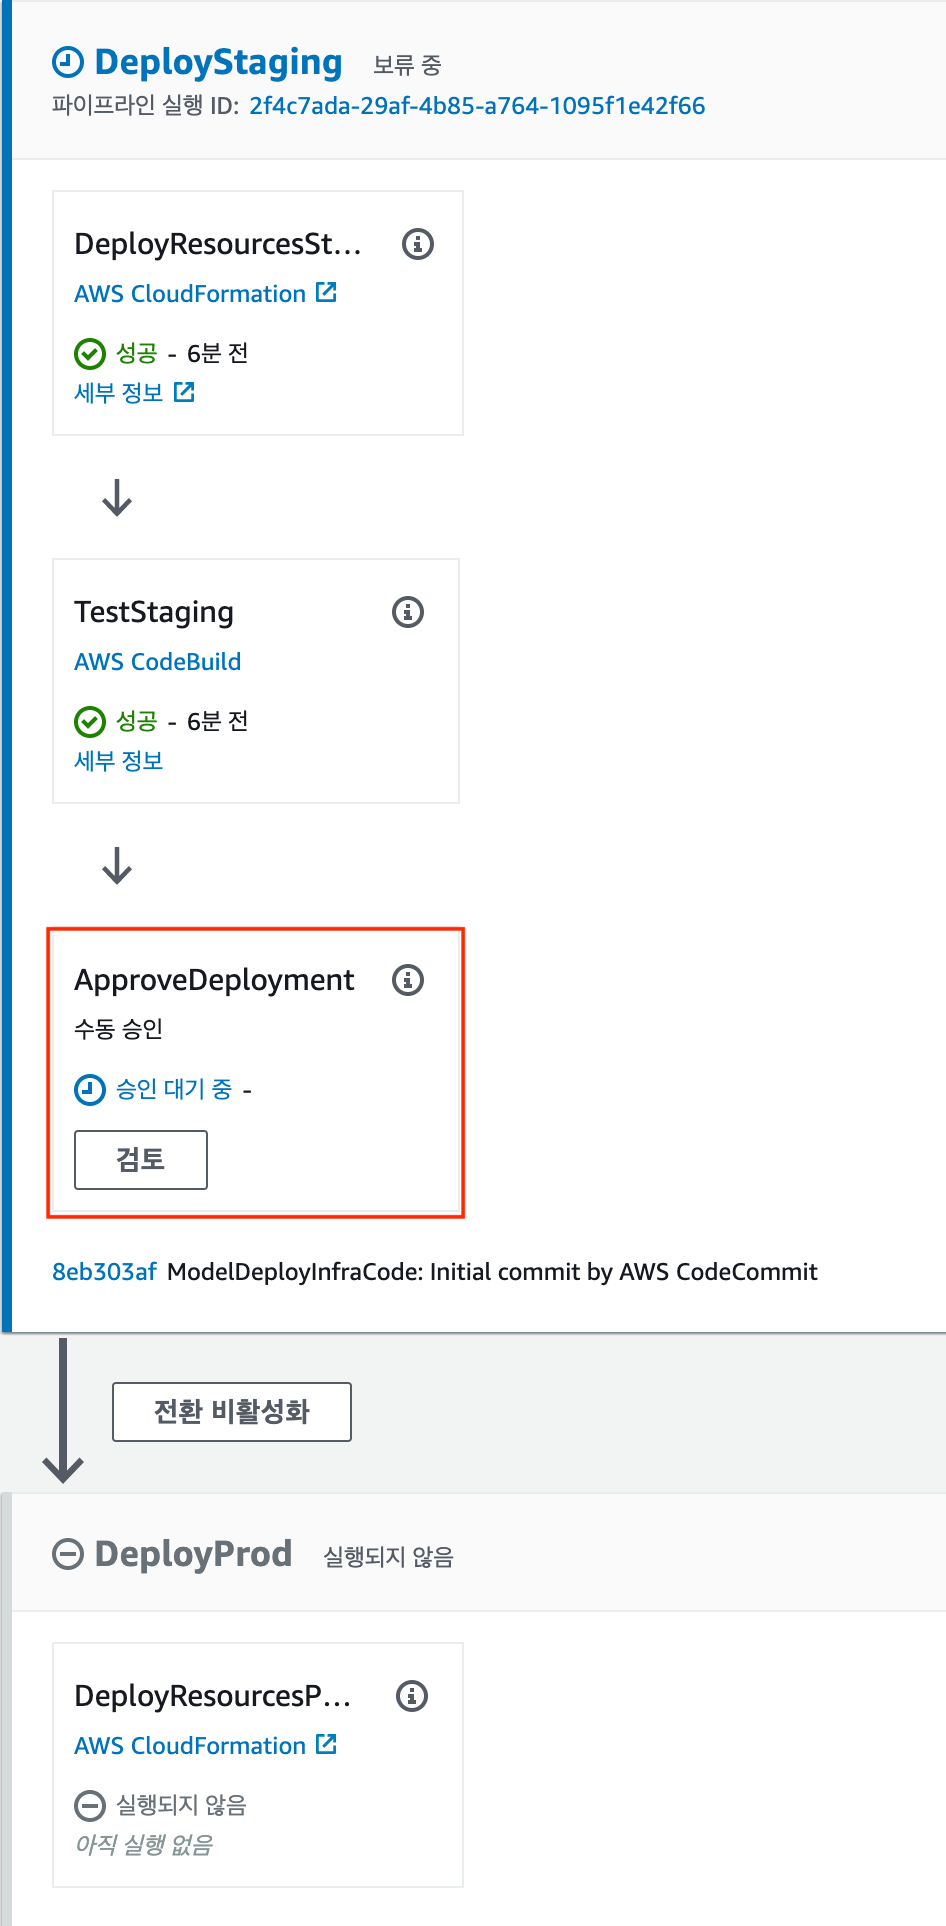 DeployStaging 보류 중
파이프라인 실행 ID: 2f4c7ada-29af-4b85-a764-1095f1e42f66
DeployResourcesSt...
AWS CloudFormation
성공 - 6분 전
세부 정보
TestStaging
AWS CodeBuild
성공 - 6분 전
세부 정보
ApproveDeployment
수동 승인
승인 대기 중 -
검토
8eb303af ModelDeployInfraCode: Initial commit by AWS CodeCommit
전환 비활성화
DeployProd 실행되지 않음
DeployResourcesP...
AWS CloudFormation
실행되지 않음
아직 실행 없음